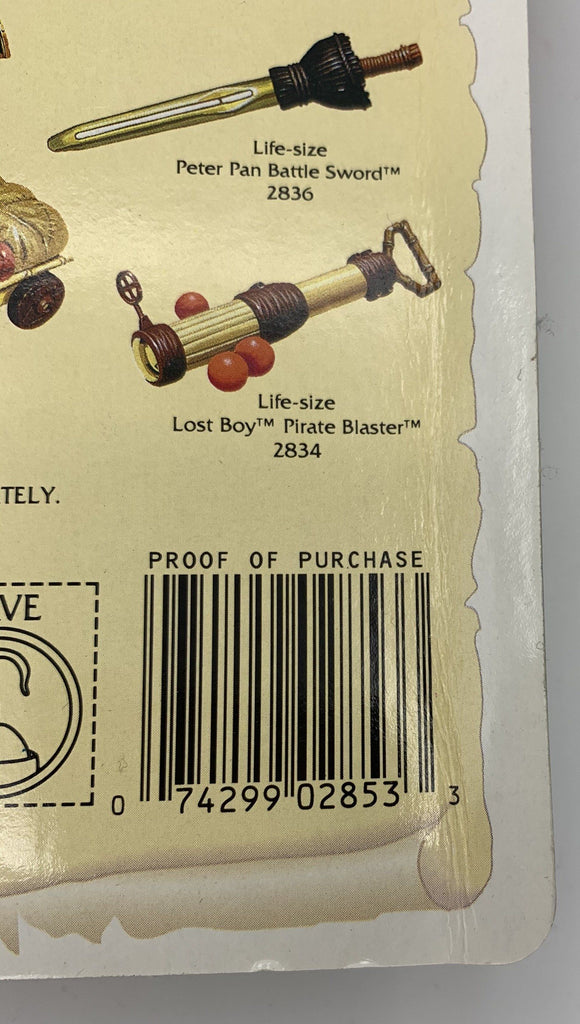 Life-size
Peter Pan Battle Sword™
2836
Life-size
Lost Boy™ Pirate Blaster™
2834
TELY.
PROOF OF PURCHASE
VE
0 74299 02853 3